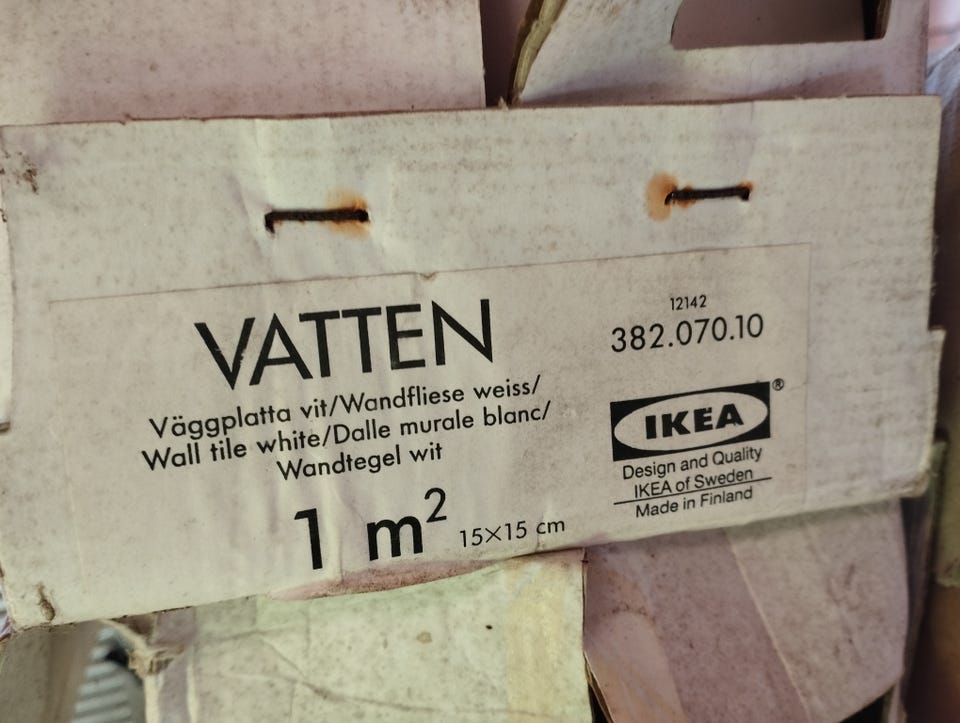 VATTEN
Väggplatta vit/Wandfliese weiss/
Wall tile white/Dalle murale blanc/
Wandtegel wit
1 m²
15×15 cm
12142
382.070.10
IKEA®
Design and Quality
IKEA of Sweden
Made in Finland